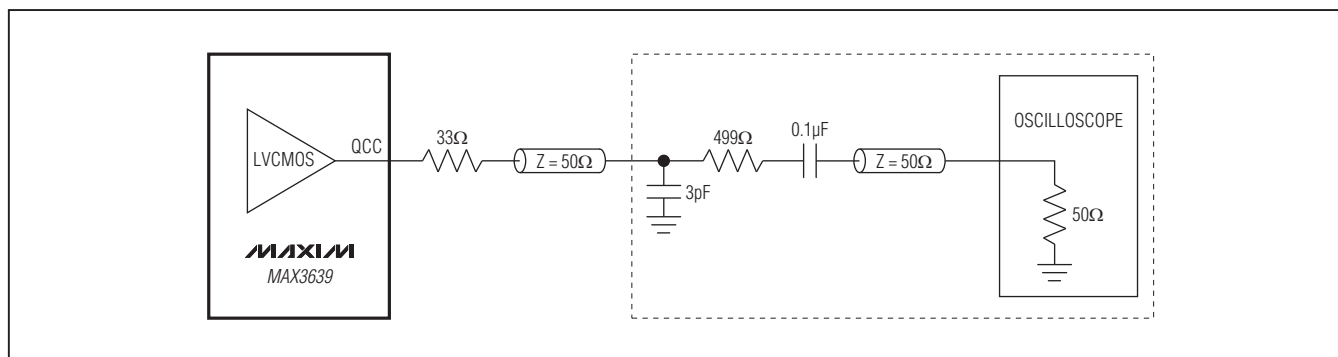 LVCMOS
QCC
MAXIM
MAX3639
33Ω
Z = 50Ω
3pF
499Ω
0.1µF
Z = 50Ω
OSCILLOSCOPE
50Ω